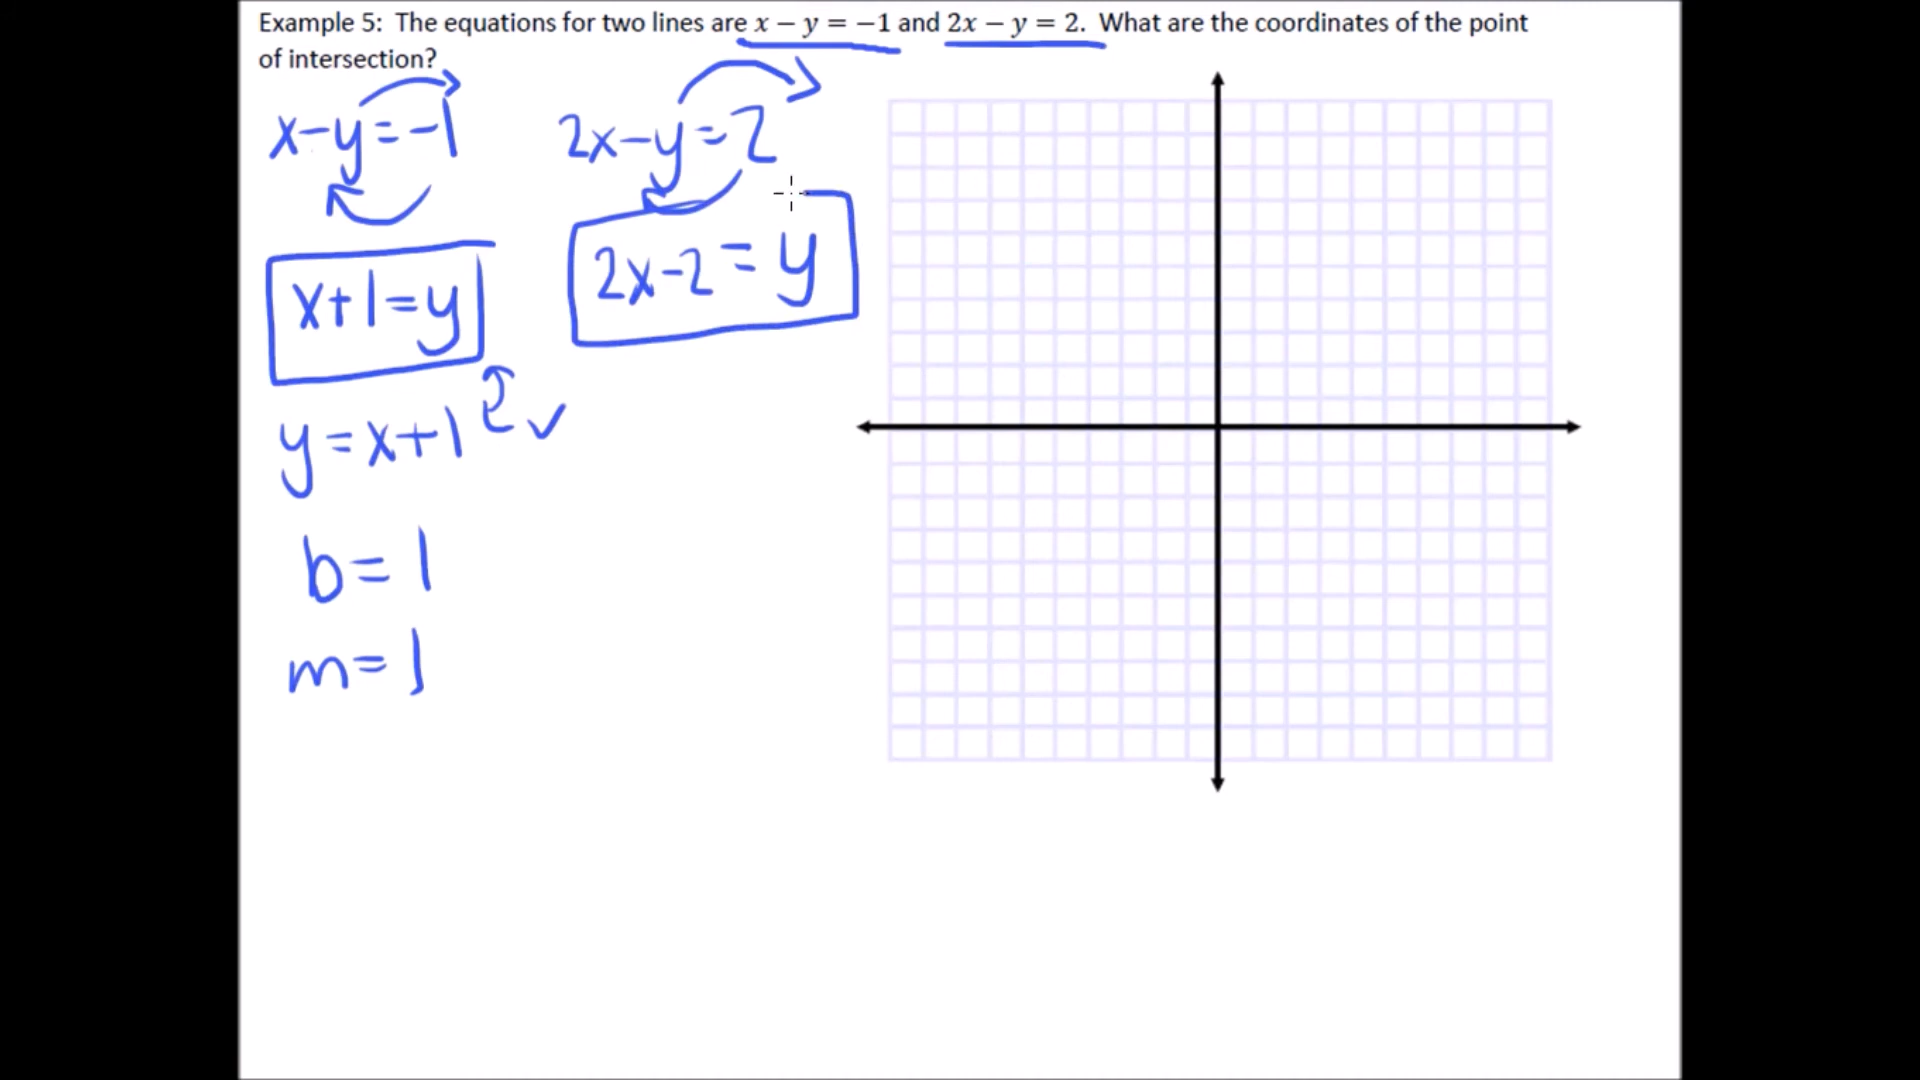 Example 5: The equations for two lines are x − y = −1 and 2x − y = 2. What are the coordinates of the point
of intersection?
x-y=-1
2x-y=2
x+1=y
2x-2=y
y=x+1
b=1
m=1